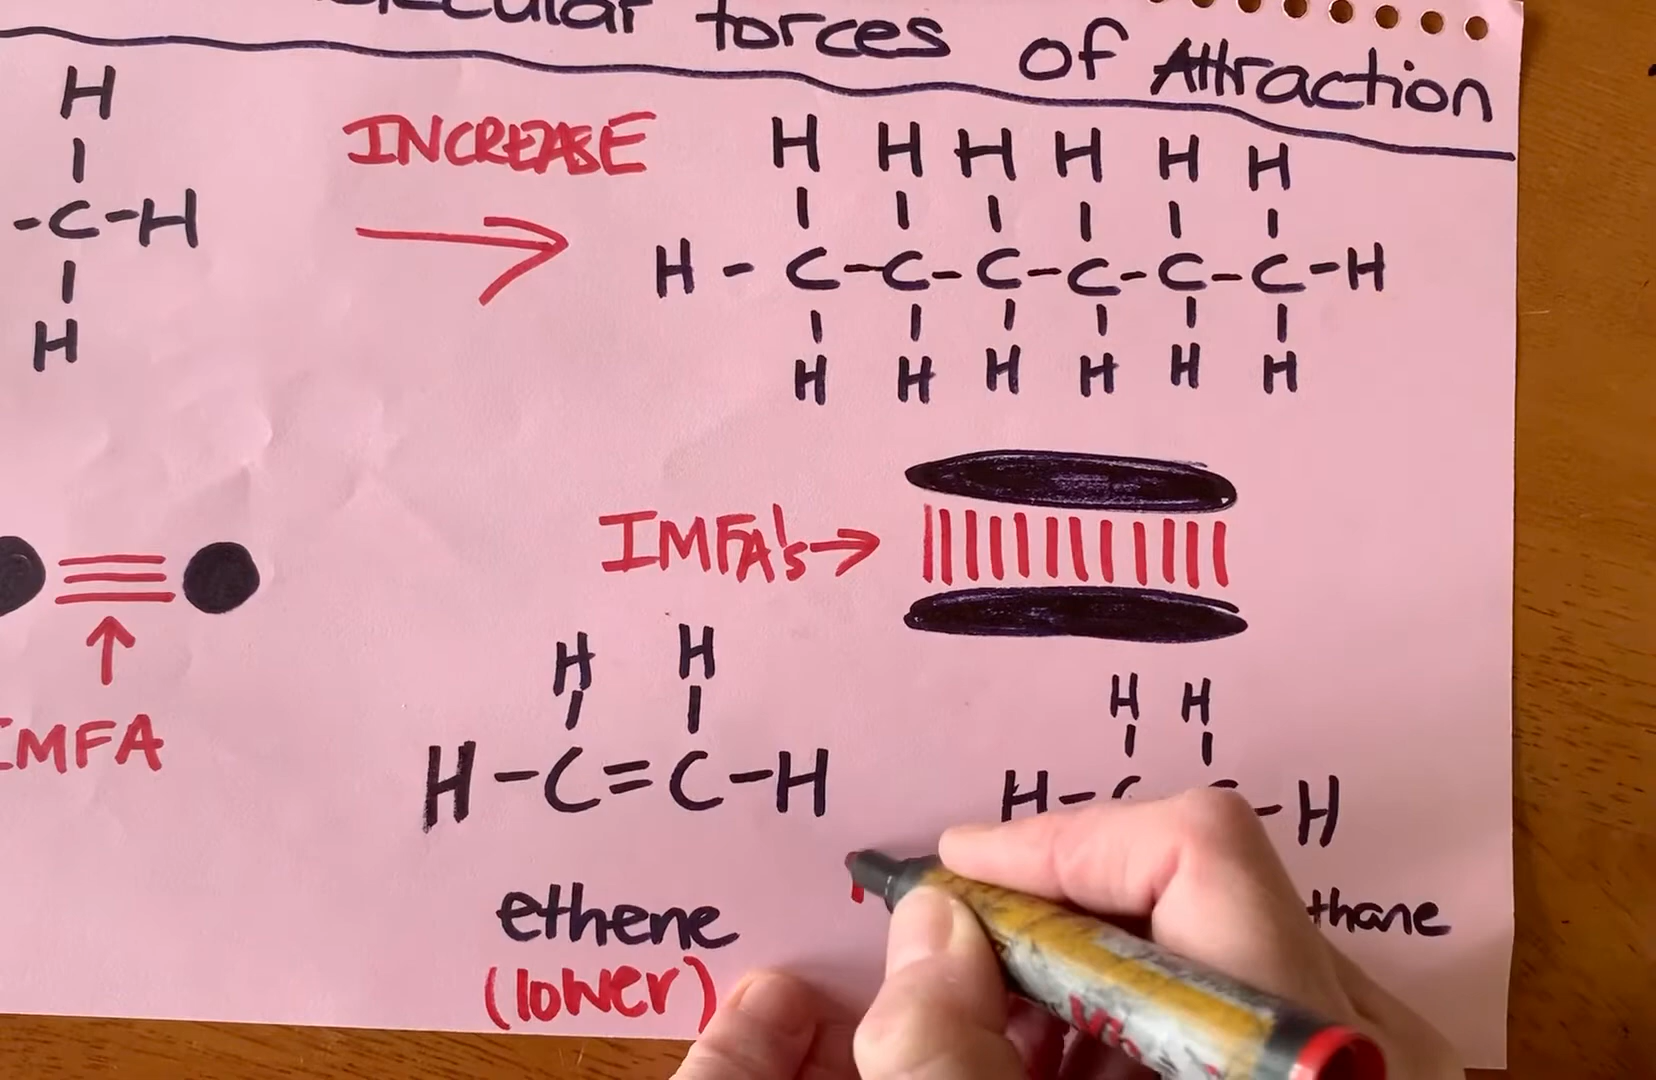 forces of Attraction
H INCREASE H H H H H H
-C-H H-C-C-C-C-C-C-H
H H H H H H H
IMFA's
H H H H
IMFA H-C=C-H H-C -H
ethene thane
(lower)